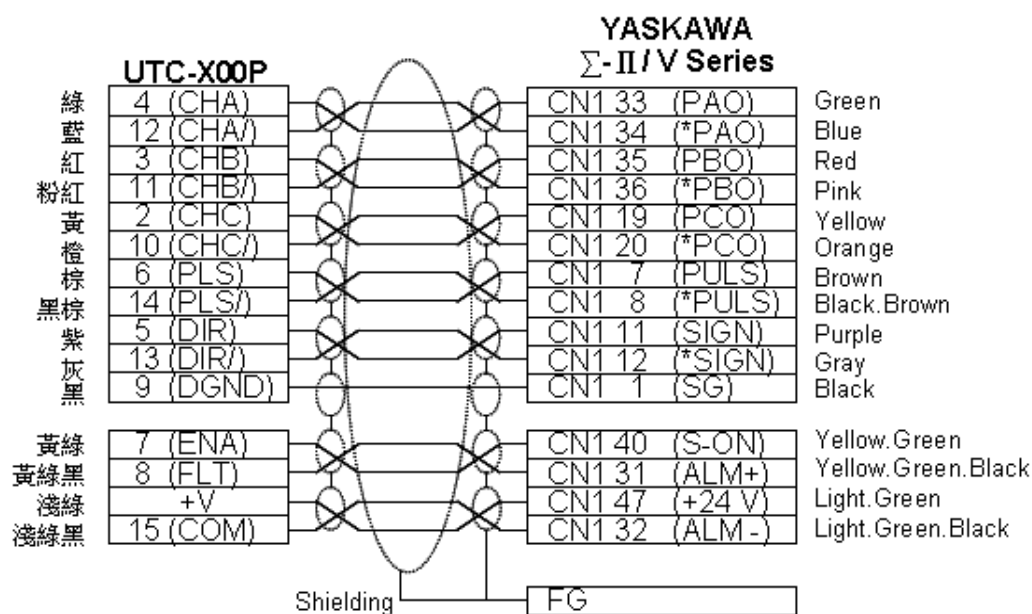 YASKAWA
Σ-II / V Series
UTC-X00P
綠 4 (CHA) CN1 33 (PAO) Green
藍 12 (CHA/) CN1 34 (*PAO) Blue
紅 3 (CHB) CN1 35 (PBO) Red
粉紅 11 (CHB/) CN1 36 (*PBO) Pink
黃 2 (CHC) CN1 19 (PCO) Yellow
橙 10 (CHC/) CN1 20 (*PCO) Orange
棕 6 (PLS) CN1 7 (PULS) Brown
黑棕 14 (PLS/) CN1 8 (*PULS) Black.Brown
紫 5 (DIR) CN1 11 (SIGN) Purple
灰 13 (DIR/) CN1 12 (*SIGN) Gray
黑 9 (DGND) CN1 1 (SG) Black
黃綠 7 (ENA) CN1 40 (S-ON) Yellow.Green
黃綠黑 8 (FLT) CN1 31 (ALM+) Yellow.Green.Black
淺綠 +V CN1 47 (+24 V) Light.Green
淺綠黑 15 (COM) CN1 32 (ALM -) Light.Green.Black
Shielding FG